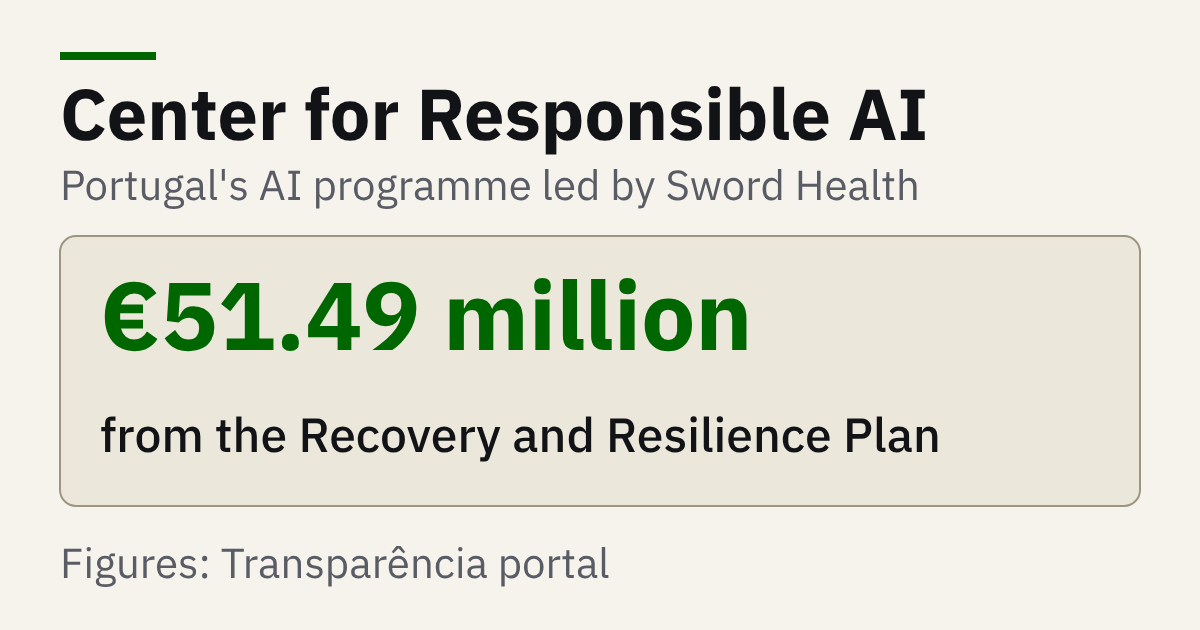 Center for Responsible AI
Portugal's AI programme led by Sword Health
€51.49 million
from the Recovery and Resilience Plan
Figures: Transparência portal